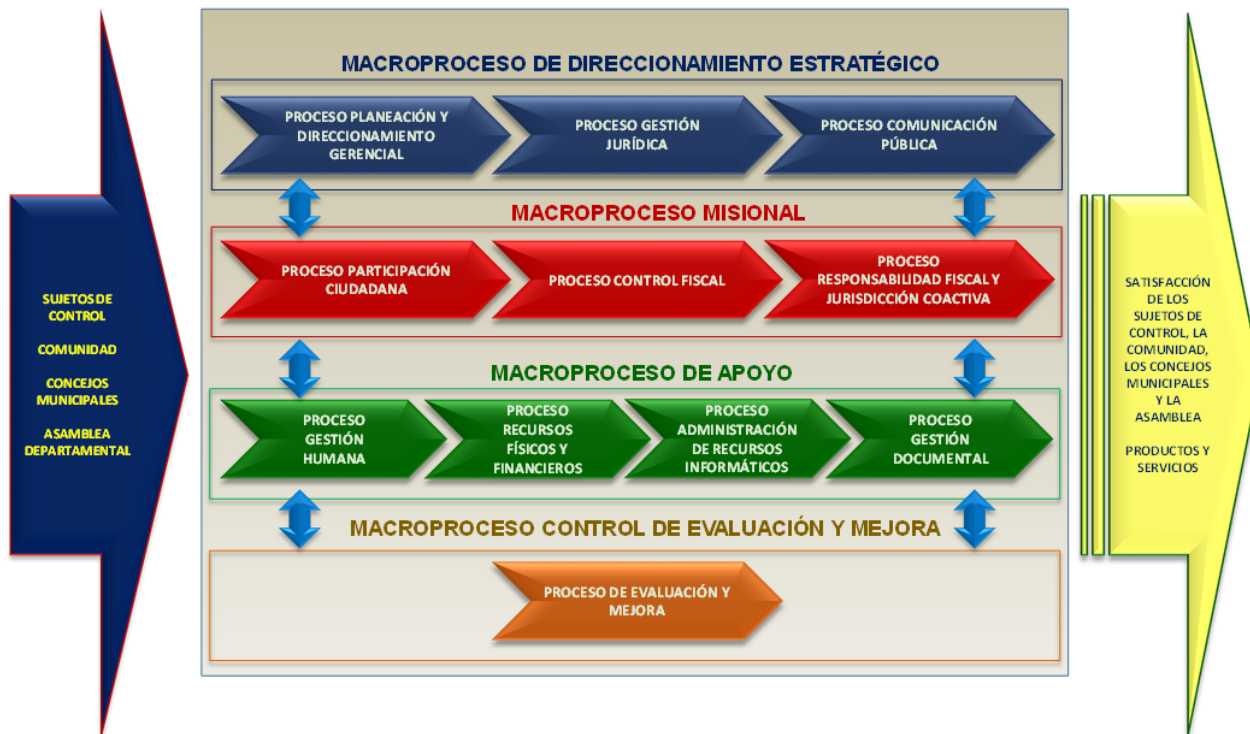 MACROPROCESO DE DIRECCIONAMIENTO ESTRATÉGICO
PROCESO PLANEACIÓN Y
DIRECCIONAMIENTO
GERENCIAL
PROCESO GESTIÓN
JURÍDICA
PROCESO COMUNICACIÓN
PÚBLICA
MACROPROCESO MISIONAL
PROCESO PARTICIPACIÓN
CIUDADANA
PROCESO CONTROL FISCAL
PROCESO
RESPONSABILIDAD FISCAL Y
JURISDICCIÓN COACTIVA
MACROPROCESO DE APOYO
PROCESO
GESTIÓN
HUMANA
PROCESO
RECURSOS
FÍSICOS Y
FINANCIEROS
PROCESO
ADMINISTRACIÓN
DE RECURSOS
INFORMÁTICOS
PROCESO
GESTIÓN
DOCUMENTAL
MACROPROCESO CONTROL DE EVALUACIÓN Y MEJORA
PROCESO DE EVALUACIÓN Y
MEJORA
SUJETOS DE
CONTROL
COMUNIDAD
CONCEJOS
MUNICIPALES
ASAMBLEA
DEPARTAMENTAL
SATISFACCIÓN
DE LOS
SUJETOS DE
CONTROL, LA
COMUNIDAD,
LOS CONCEJOS
MUNICIPALES
Y LA
ASAMBLEA
PRODUCTOS Y
SERVICIOS